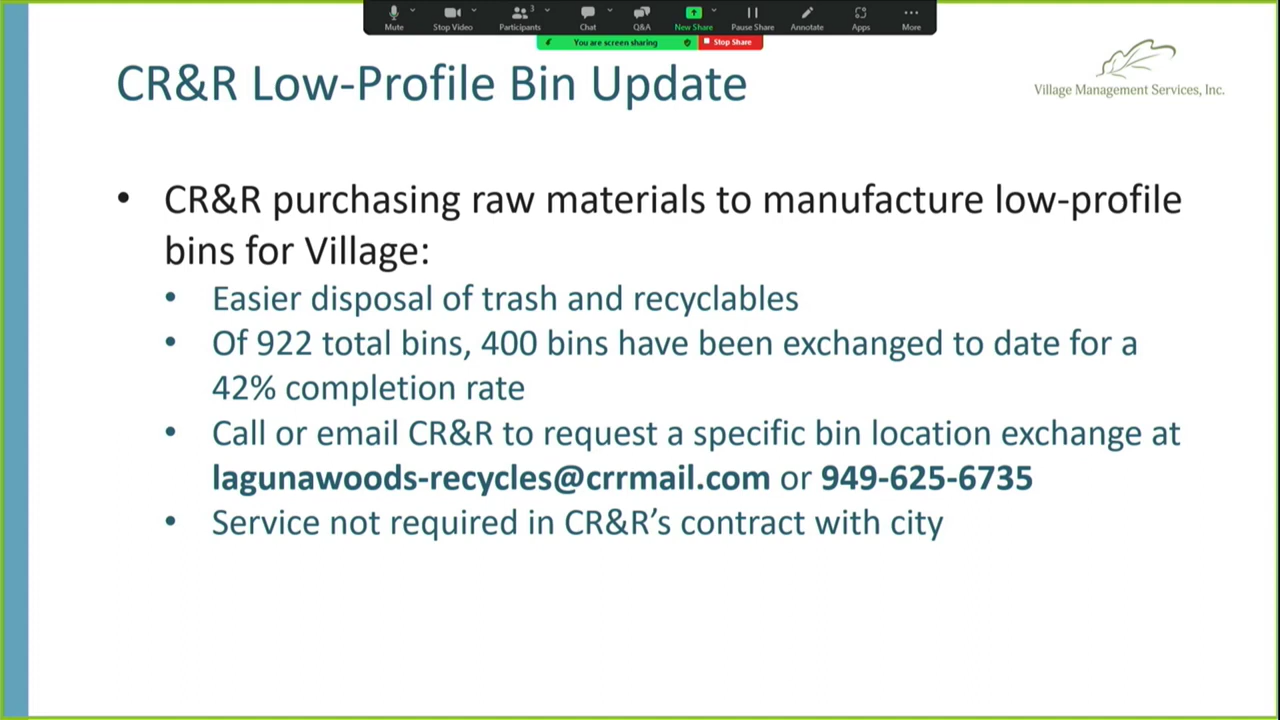 3
Mute
Stop Video
Participants
Chat
Q&A
New Share
Pause Share
Annotate
Apps
More
You are screen sharing
Stop Share
CR&R Low-Profile Bin Update
Village Management Services, Inc.
• CR&R purchasing raw materials to manufacture low-profile
bins for Village:
• Easier disposal of trash and recyclables
• Of 922 total bins, 400 bins have been exchanged to date for a
42% completion rate
• Call or email CR&R to request a specific bin location exchange at
lagunawoods-recycles@crrmail.com or 949-625-6735
• Service not required in CR&R’s contract with city